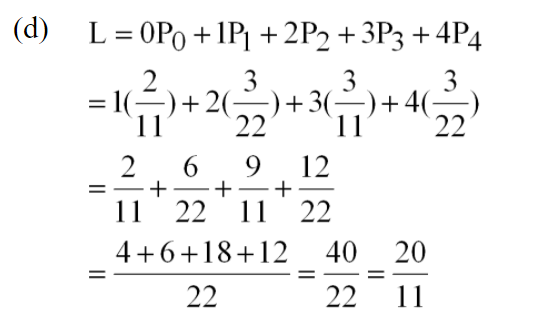 (d) L = 0P₀ + 1P₁ + 2P₂ + 3P₃ + 4P₄
= 1(2/11) + 2(3/22) + 3(3/11) + 4(3/22)
= 2/11 + 6/22 + 9/11 + 12/22
= (4+6+18+12)/22 = 40/22 = 20/11